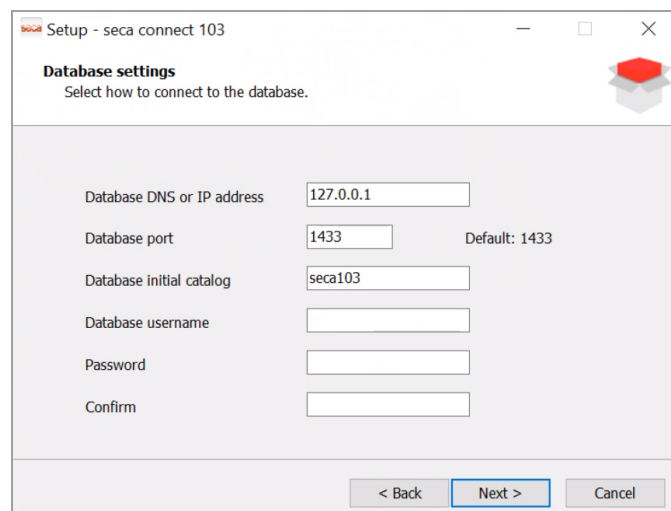 seca Setup - seca connect 103
Database settings
Select how to connect to the database.
Database DNS or IP address 127.0.0.1
Database port 1433 Default: 1433
Database initial catalog seca103
Database username
Password
Confirm
< Back Next > Cancel